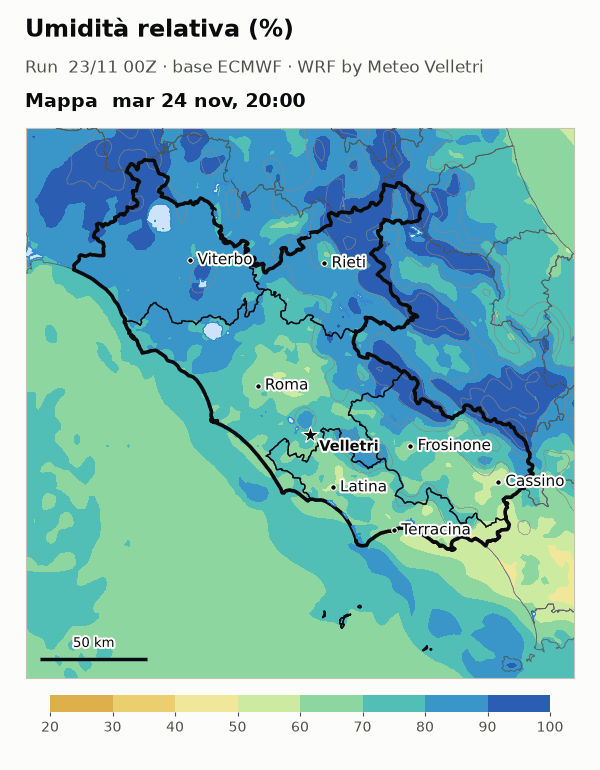 Umidità relativa (%)
Run  23/11 00Z · base ECMWF · WRF by Meteo Velletri
Mappa  mar 24 nov, 20:00
Viterbo
Rieti
Roma
Velletri
Frosinone
Cassino
Latina
Terracina
50 km
20 30 40 50 60 70 80 90 100